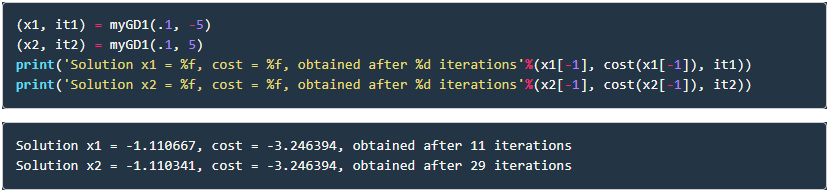 (x1, it1) = myGD1(.1, -5)
(x2, it2) = myGD1(.1, 5)
print('Solution x1 = %f, cost = %f, obtained after %d iterations'%(x1[-1], cost(x1[-1]), it1))
print('Solution x2 = %f, cost = %f, obtained after %d iterations'%(x2[-1], cost(x2[-1]), it2))
Solution x1 = -1.110667, cost = -3.246394, obtained after 11 iterations
Solution x2 = -1.110341, cost = -3.246394, obtained after 29 iterations